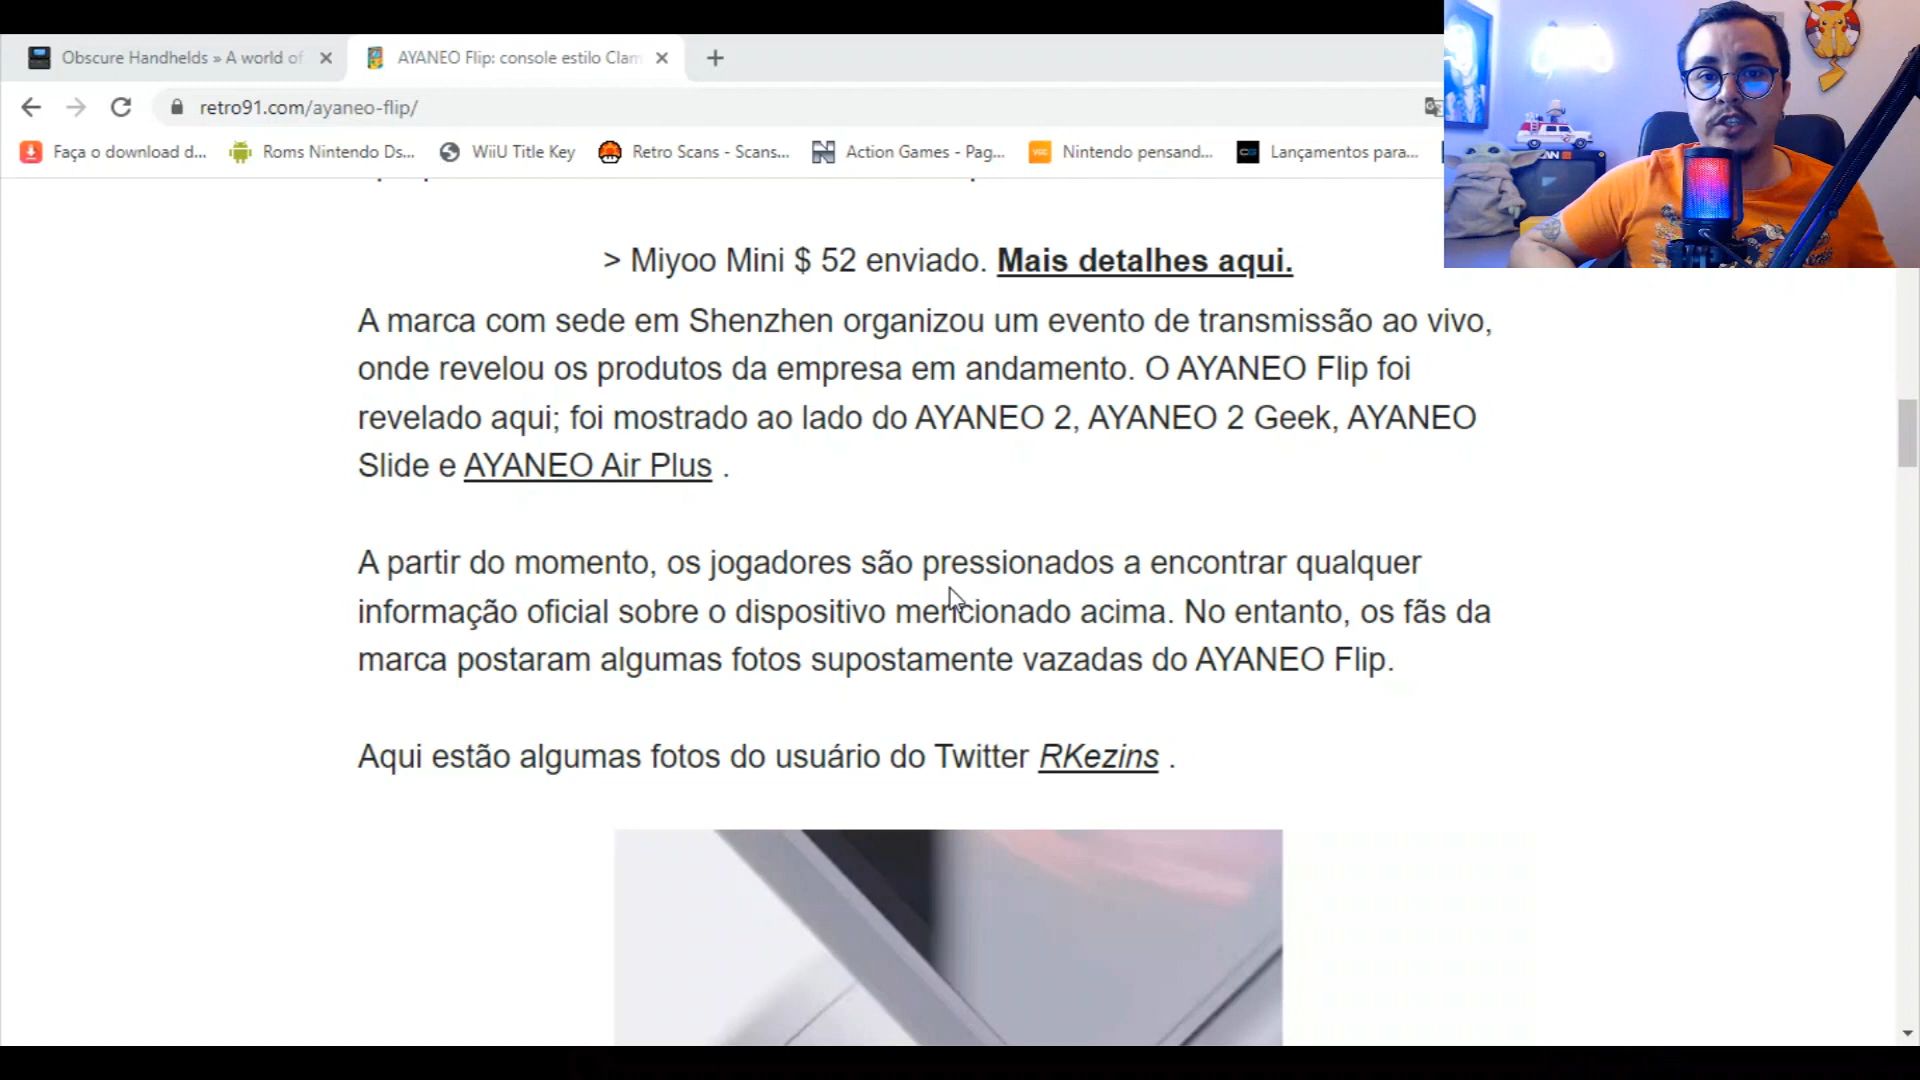 Obscure Handhelds » A world of
AYANEO Flip: console estilo Clam
retro91.com/ayaneo-flip/
Faça o download d...
Roms Nintendo Ds...
WiiU Title Key
Retro Scans - Scans...
Action Games - Pag...
Nintendo pensand...
Lançamentos para...
> Miyoo Mini $ 52 enviado. Mais detalhes aqui.
A marca com sede em Shenzhen organizou um evento de transmissão ao vivo,
onde revelou os produtos da empresa em andamento. O AYANEO Flip foi
revelado aqui; foi mostrado ao lado do AYANEO 2, AYANEO 2 Geek, AYANEO
Slide e AYANEO Air Plus .
A partir do momento, os jogadores são pressionados a encontrar qualquer
informação oficial sobre o dispositivo mencionado acima. No entanto, os fãs da
marca postaram algumas fotos supostamente vazadas do AYANEO Flip.
Aqui estão algumas fotos do usuário do Twitter RKezins .